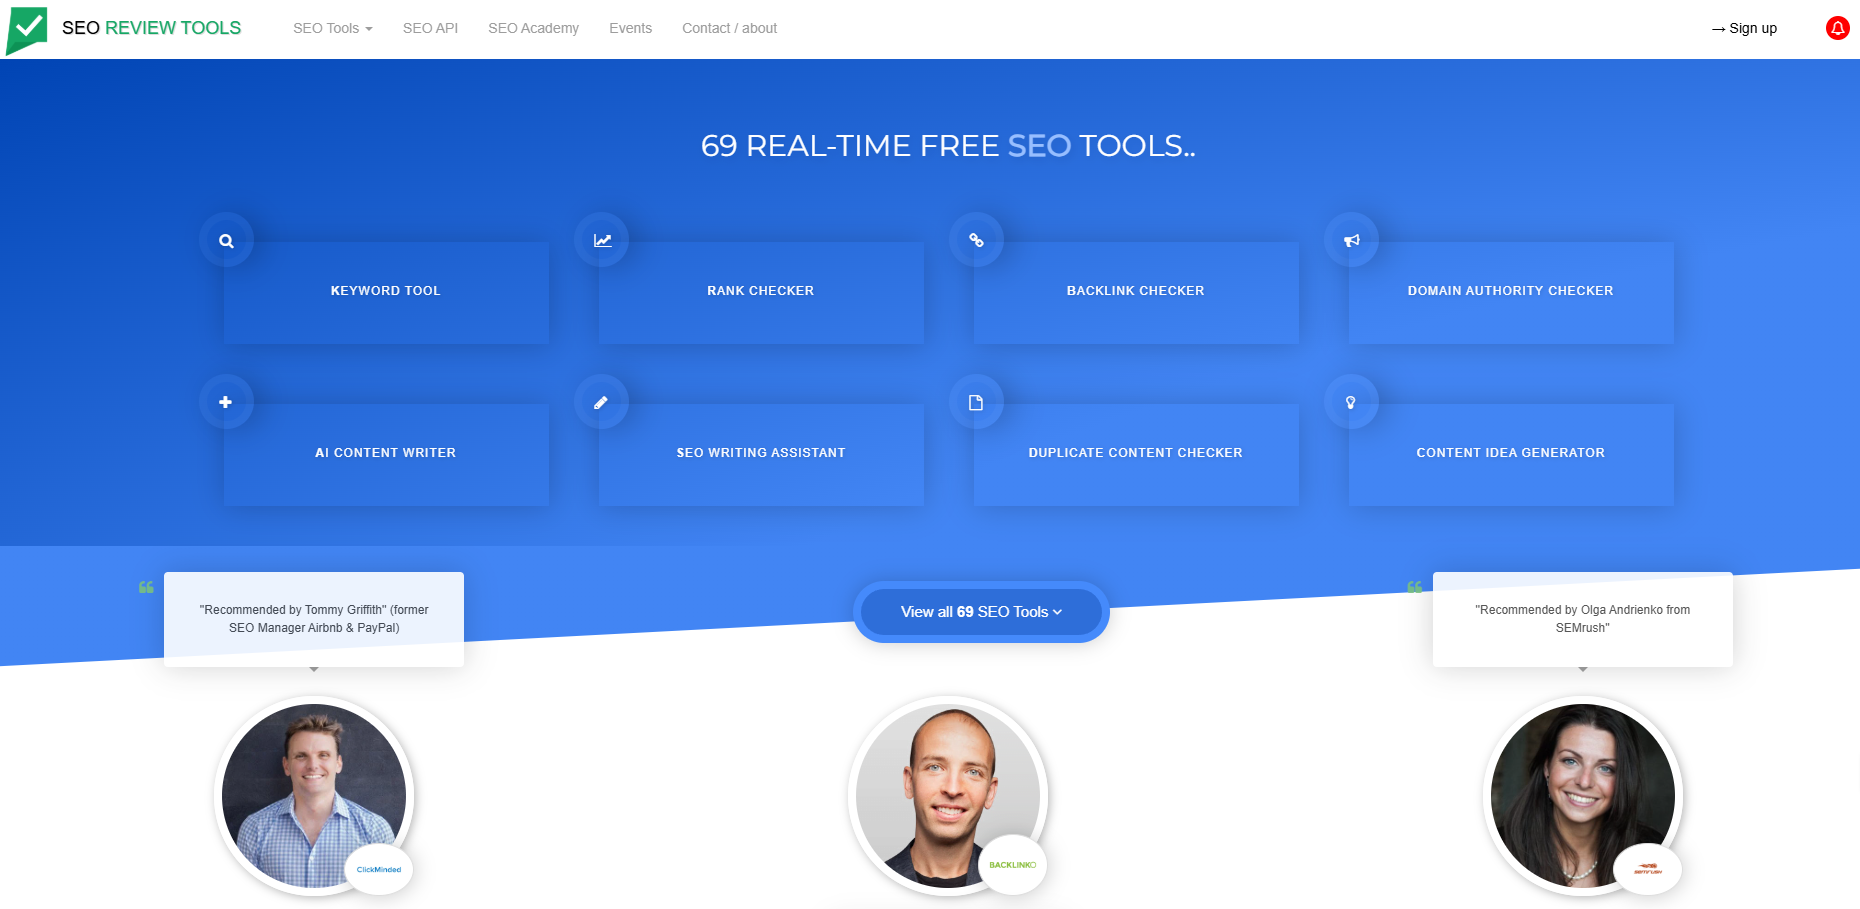 SEO REVIEW TOOLS
SEO Tools
SEO API
SEO Academy
Events
Contact / about
→ Sign up
69 REAL-TIME FREE SEO TOOLS..
KEYWORD TOOL
RANK CHECKER
BACKLINK CHECKER
DOMAIN AUTHORITY CHECKER
AI CONTENT WRITER
SEO WRITING ASSISTANT
DUPLICATE CONTENT CHECKER
CONTENT IDEA GENERATOR
"Recommended by Tommy Griffith" (former
SEO Manager Airbnb & PayPal)
View all 69 SEO Tools
"Recommended by Olga Andrienko from
SEMrush"
ClickMinded
BACKLINKO
semrush